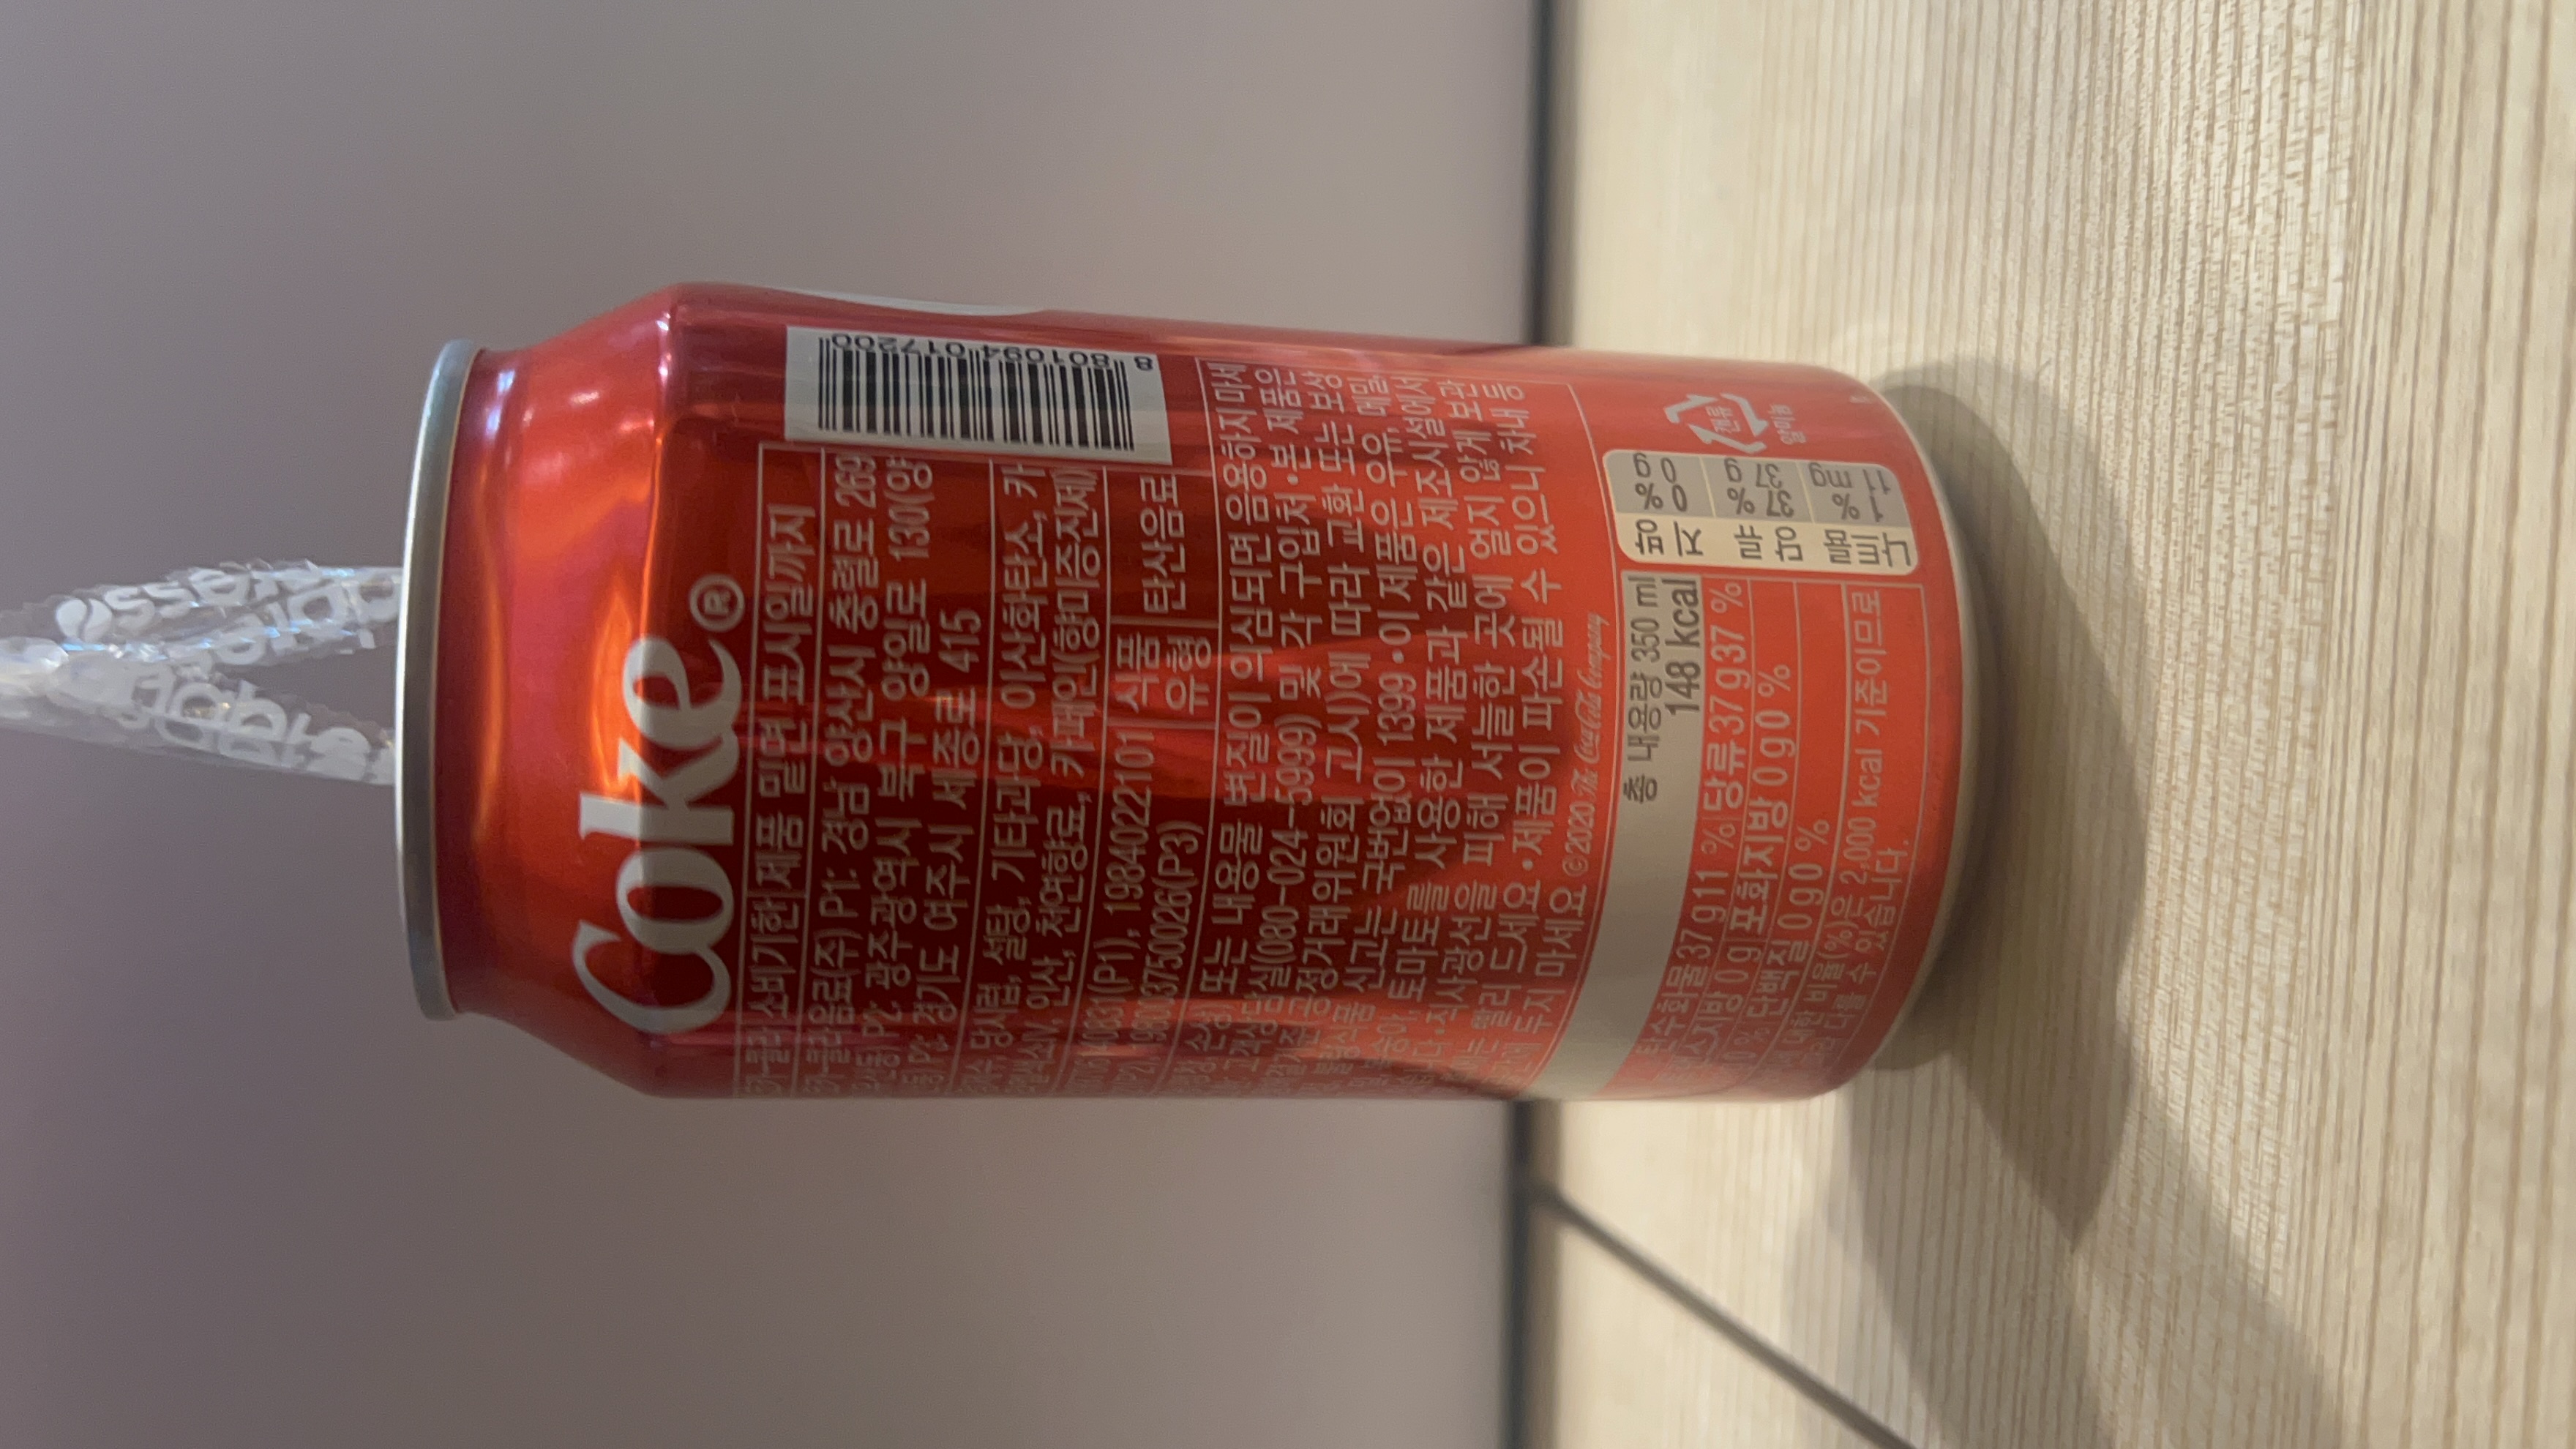 Coke®
소비기한 제품 밑면 표시일까지
음료(주) P1: 경남 양산시 충렬로 269
P2: 광주광역시 북구 양일로 130(양
P3: 경기도 여주시 세종로 415
당시럽, 설탕, 기타과당, 이산화탄소, 카
인산, 천연향료, 카페인(향미증진제)
(P1), 1984022101 식품
(P3) 유형 탄산음료
손상) 또는 내용물 변질이 의심되면 음용하지 마세
고객상담실(080-024-5999) 및 각 구입처•본 제품은
공정거래위원회 고시)에 따라 교환 또는 보상
불량식품 신고는 국번없이 1399•이 제품은 우유, 메밀,
토마토를 사용한 제품과 같은 제조시설에서
•직사광선을 피해 서늘한 곳에 얼지 않게 보관
빨리 드세요•제품이 파손될 수 있으니 차내 등
두지 마세요 ©2020 The Coca-Cola Company
8 801094 017200
총 내용량 350 ml
148 kcal
탄수화물 37 g 11 % 당류 37 g 37 %
0 g 포화지방 0 g 0 %
단백질 0 g 0 %
대한 비율(%)은 2,000 kcal 기준이므로
다를 수 있습니다.
나트륨 당류 지방
1 % 37 % 0 %
11 mg 37 g 0 g
캔류
알미늄